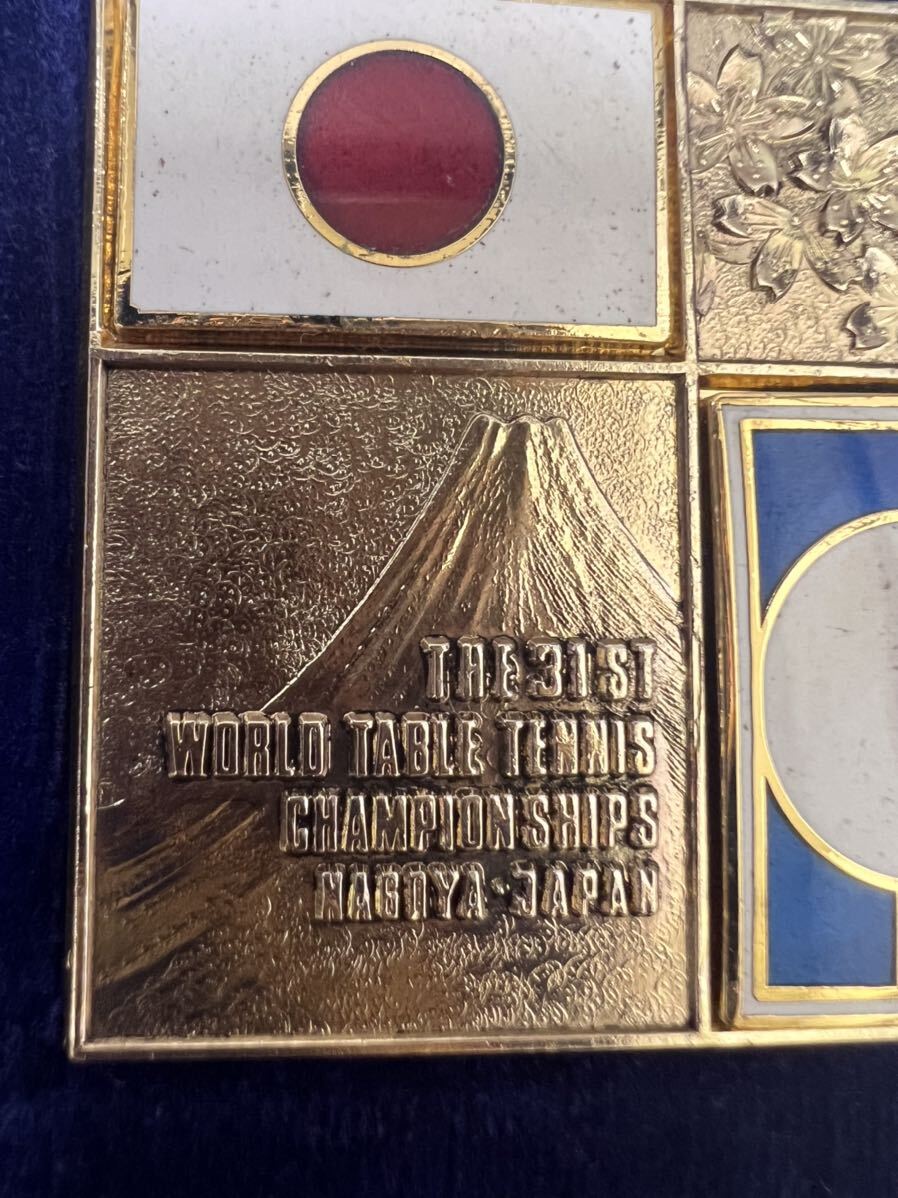 THE 31ST
WORLD TABLE TENNIS
CHAMPIONSHIPS
NAGOYA·JAPAN